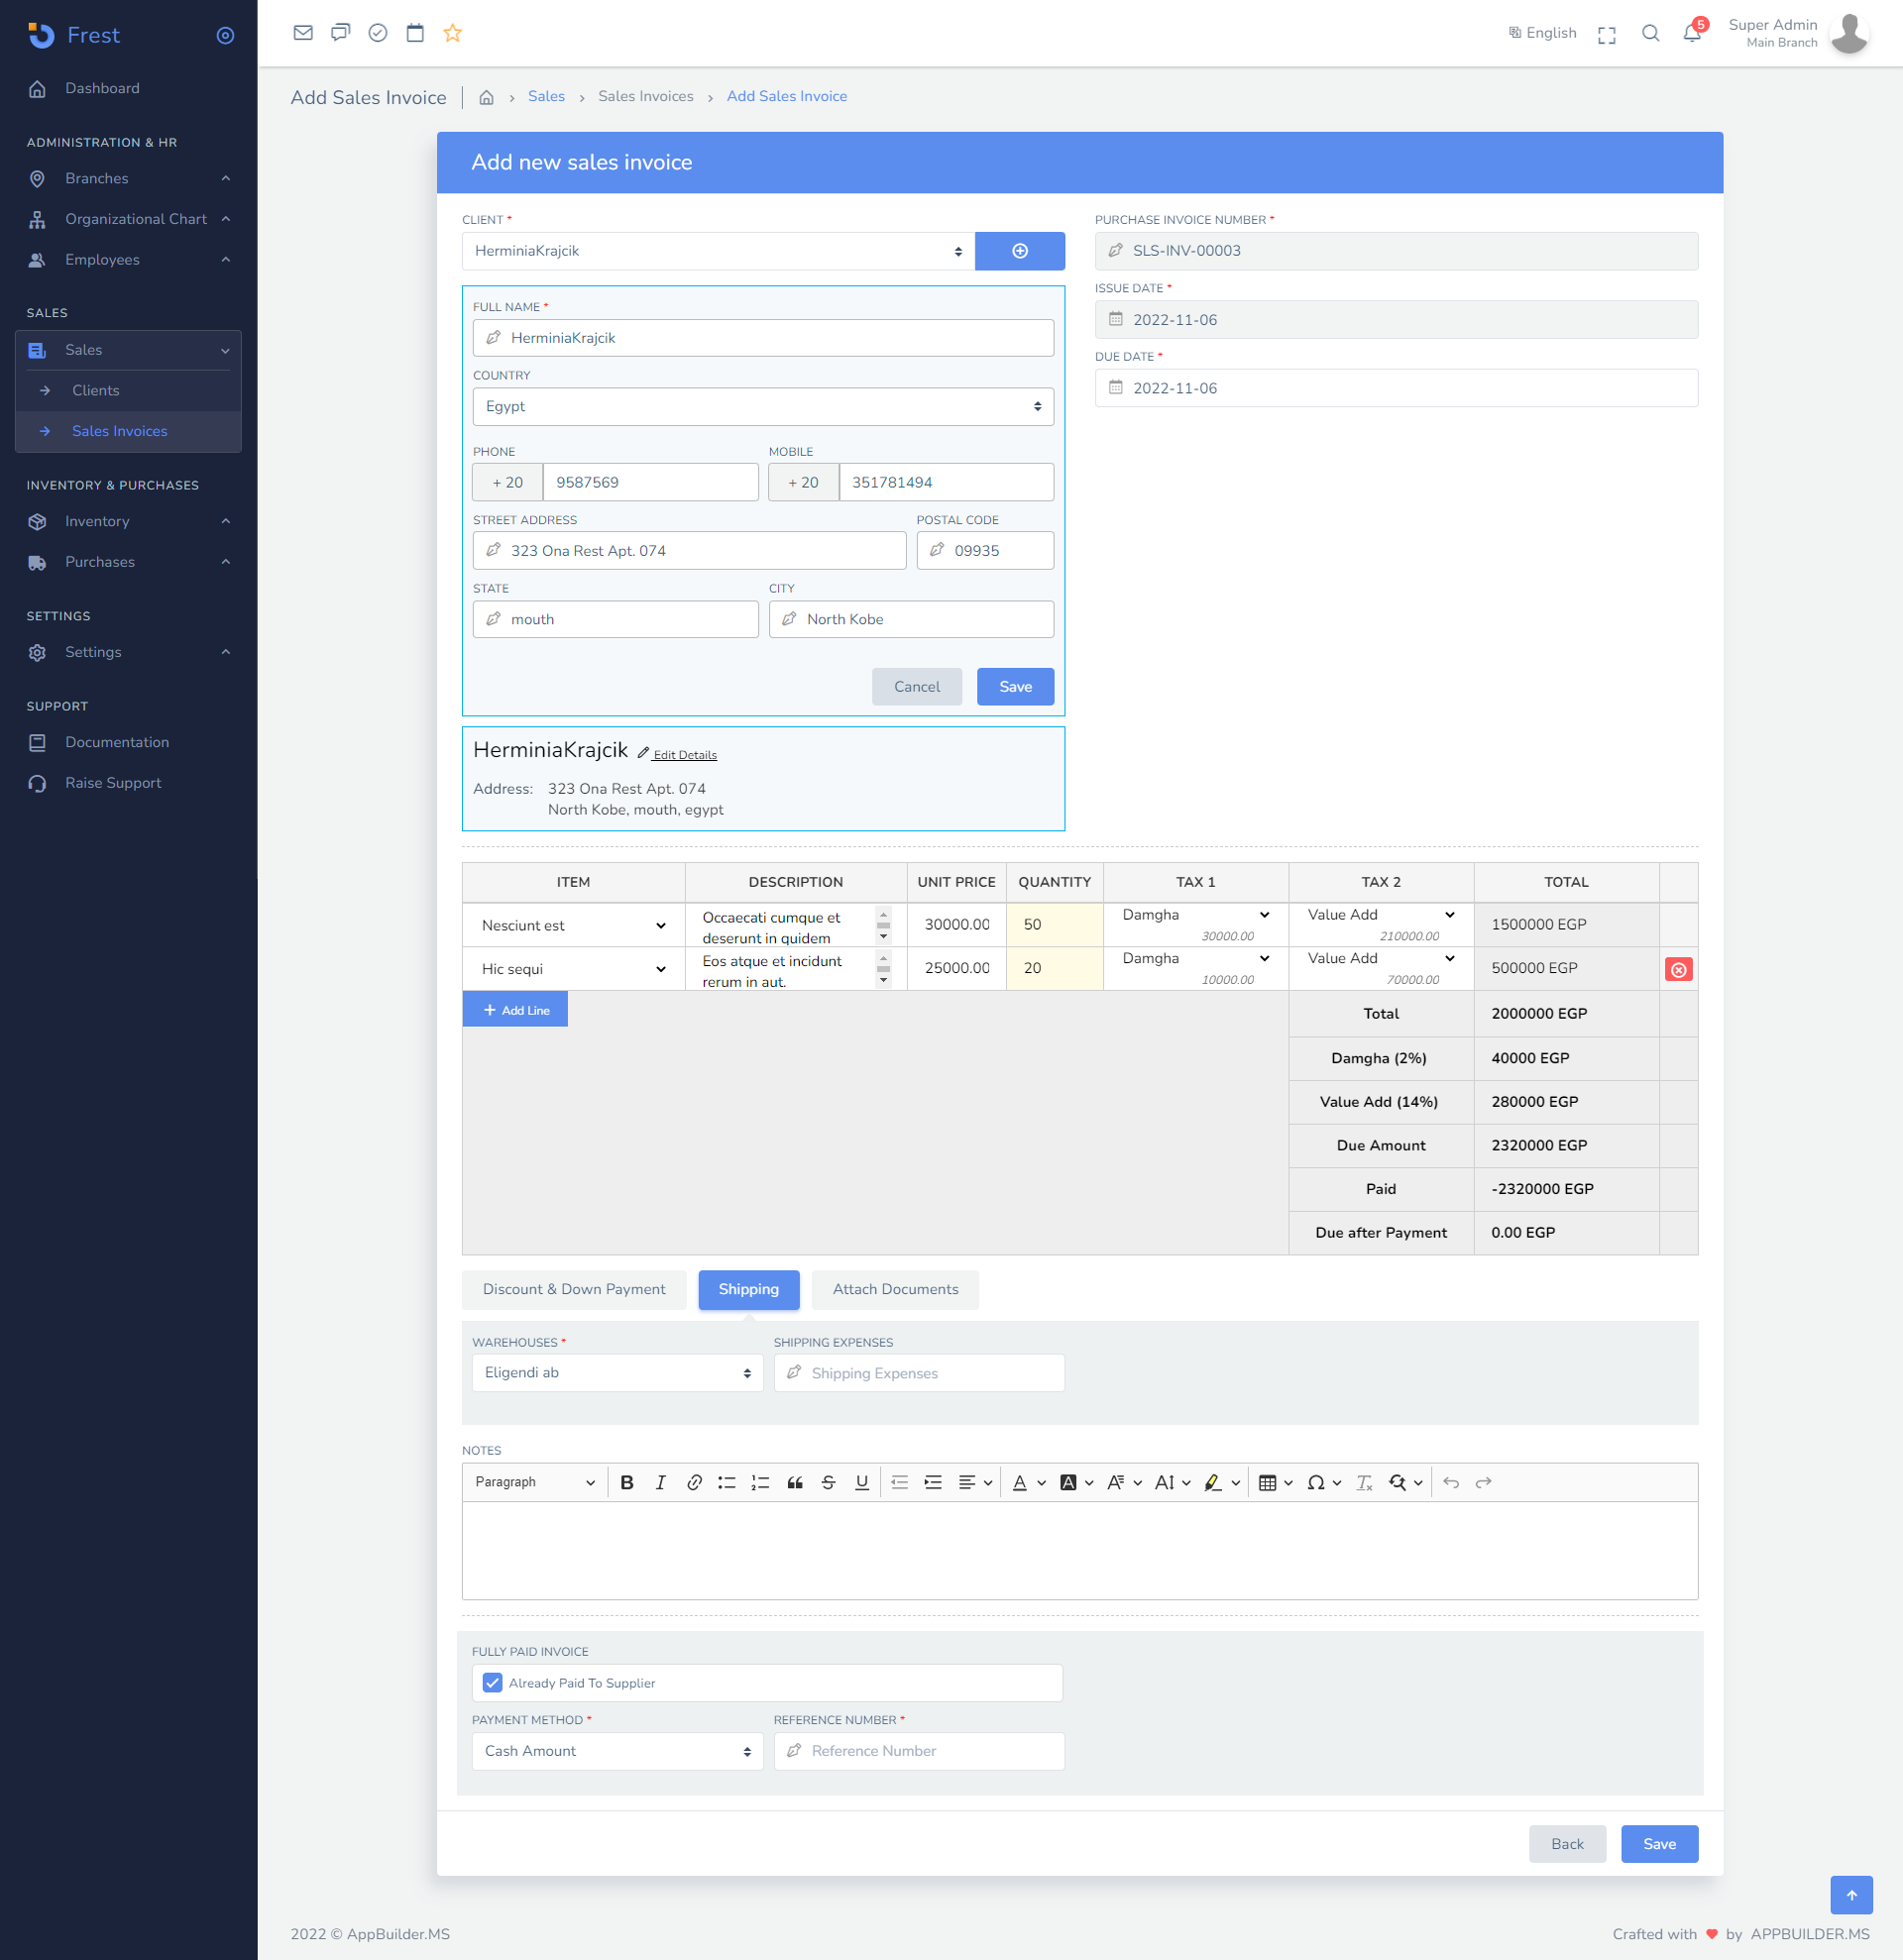 Frest
Dashboard
ADMINISTRATION & HR
Branches
Organizational Chart
Employees
SALES
Sales
Clients
Sales Invoices
INVENTORY & PURCHASES
Inventory
Purchases
SETTINGS
Settings
SUPPORT
Documentation
Raise Support
English
5
Super Admin
Main Branch
Add Sales Invoice
Sales
Sales Invoices
Add Sales Invoice
Add new sales invoice
CLIENT *
HerminiaKrajcik
FULL NAME *
HerminiaKrajcik
COUNTRY
Egypt
PHONE
MOBILE
+ 20
9587569
+ 20
351781494
STREET ADDRESS
POSTAL CODE
323 Ona Rest Apt. 074
09935
STATE
CITY
mouth
North Kobe
Cancel
Save
HerminiaKrajcik Edit Details
Address: 323 Ona Rest Apt. 074
North Kobe, mouth, egypt
PURCHASE INVOICE NUMBER *
SLS-INV-00003
ISSUE DATE *
2022-11-06
DUE DATE *
2022-11-06
ITEM DESCRIPTION UNIT PRICE QUANTITY TAX 1 TAX 2 TOTAL
Nesciunt est
Occaecati cumque et
deserunt in quidem
30000.00
50
Damgha
30000.00
Value Add
210000.00
1500000 EGP
Hic sequi
Eos atque et incidunt
rerum in aut.
25000.00
20
Damgha
10000.00
Value Add
70000.00
500000 EGP
+ Add Line
Total 2000000 EGP
Damgha (2%) 40000 EGP
Value Add (14%) 280000 EGP
Due Amount 2320000 EGP
Paid -2320000 EGP
Due after Payment 0.00 EGP
Discount & Down Payment
Shipping
Attach Documents
WAREHOUSES *
SHIPPING EXPENSES
Eligendi ab
Shipping Expenses
NOTES
Paragraph
FULLY PAID INVOICE
Already Paid To Supplier
PAYMENT METHOD *
REFERENCE NUMBER *
Cash Amount
Reference Number
Back
Save
2022 © AppBuilder.MS
Crafted with ❤ by APPBUILDER.MS